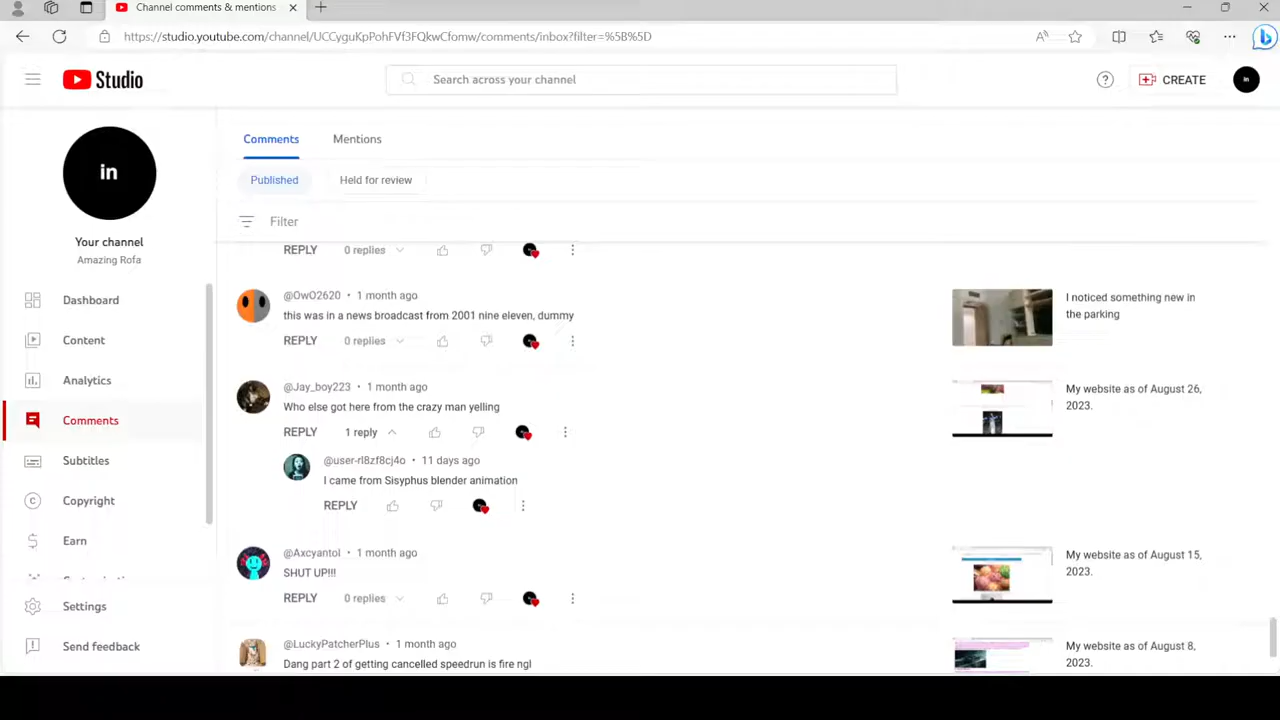 Channel comments & mentions
https://studio.youtube.com/channel/UCCyguKpPohFVf3FQkwCfomw/comments/inbox?filter=%5B%5D
Studio
Search across your channel
CREATE
in
in
Your channel
Amazing Rofa
Dashboard
Content
Analytics
Comments
Subtitles
Copyright
Earn
Settings
Send feedback
Comments
Mentions
Published
Held for review
Filter
REPLY 0 replies
@OwO2620 • 1 month ago
this was in a news broadcast from 2001 nine eleven, dummy
REPLY 0 replies
I noticed something new in
the parking
@Jay_boy223 • 1 month ago
Who else got here from the crazy man yelling
REPLY 1 reply
My website as of August 26,
2023.
@user-rl8zf8cj4o • 11 days ago
I came from Sisyphus blender animation
REPLY
@Axcyantol • 1 month ago
SHUT UP!!!
REPLY 0 replies
My website as of August 15,
2023.
@LuckyPatcherPlus • 1 month ago
Dang part 2 of getting cancelled speedrun is fire ngl
My website as of August 8,
2023.